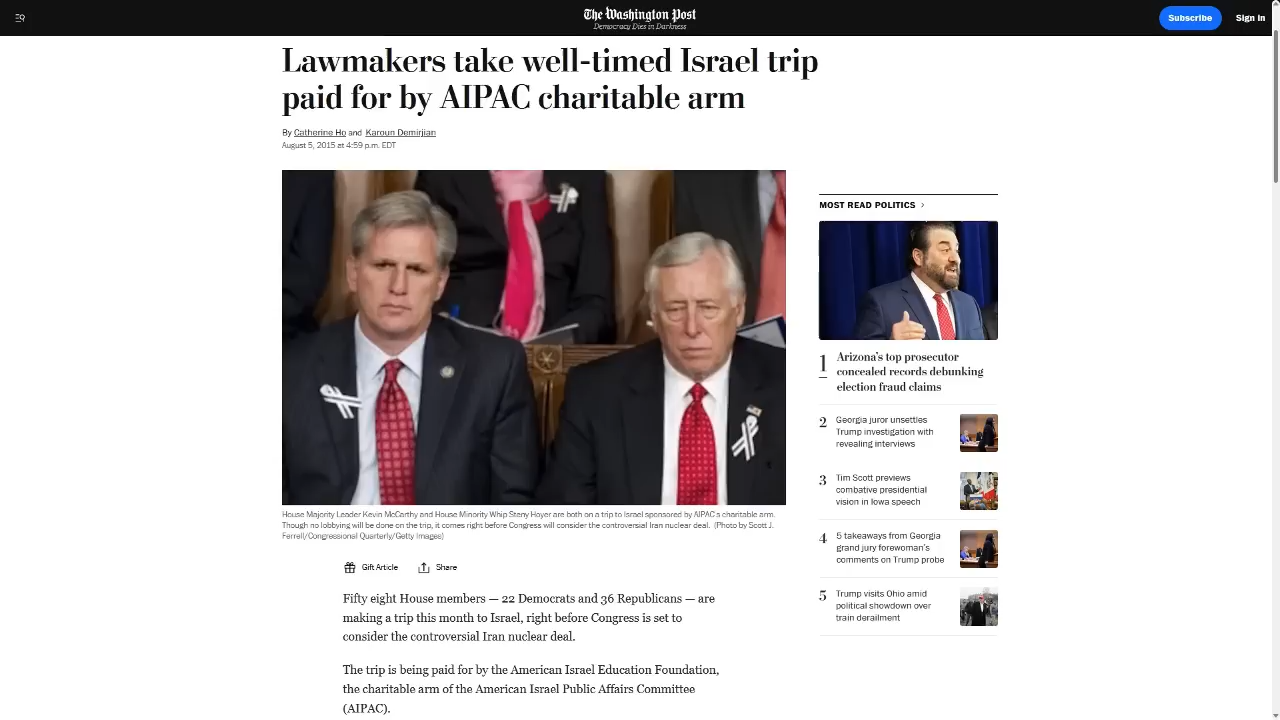 The Washington Post
Democracy Dies in Darkness
Subscribe
Sign in
Lawmakers take well-timed Israel trip
paid for by AIPAC charitable arm
By Catherine Ho and Karoun Demirjian
August 5, 2015 at 4:59 p.m. EDT
House Majority Leader Kevin McCarthy and House Minority Whip Steny Hoyer are both on a trip to Israel sponsored by AIPAC's charitable arm.
Though no lobbying will be done on the trip, it comes right before Congress will consider the controversial Iran nuclear deal. (Photo by Scott J.
Ferrell/Congressional Quarterly/Getty Images)
Gift Article
Share
Fifty eight House members — 22 Democrats and 36 Republicans — are
making a trip this month to Israel, right before Congress is set to
consider the controversial Iran nuclear deal.
The trip is being paid for by the American Israel Education Foundation,
the charitable arm of the American Israel Public Affairs Committee
(AIPAC).
MOST READ POLITICS >
1 Arizona's top prosecutor
concealed records debunking
election fraud claims
2 Georgia juror unsettles
Trump investigation with
revealing interviews
3 Tim Scott previews
combative presidential
vision in Iowa speech
4 5 takeaways from Georgia
grand jury forewoman's
comments on Trump probe
5 Trump visits Ohio amid
political showdown over
train derailment